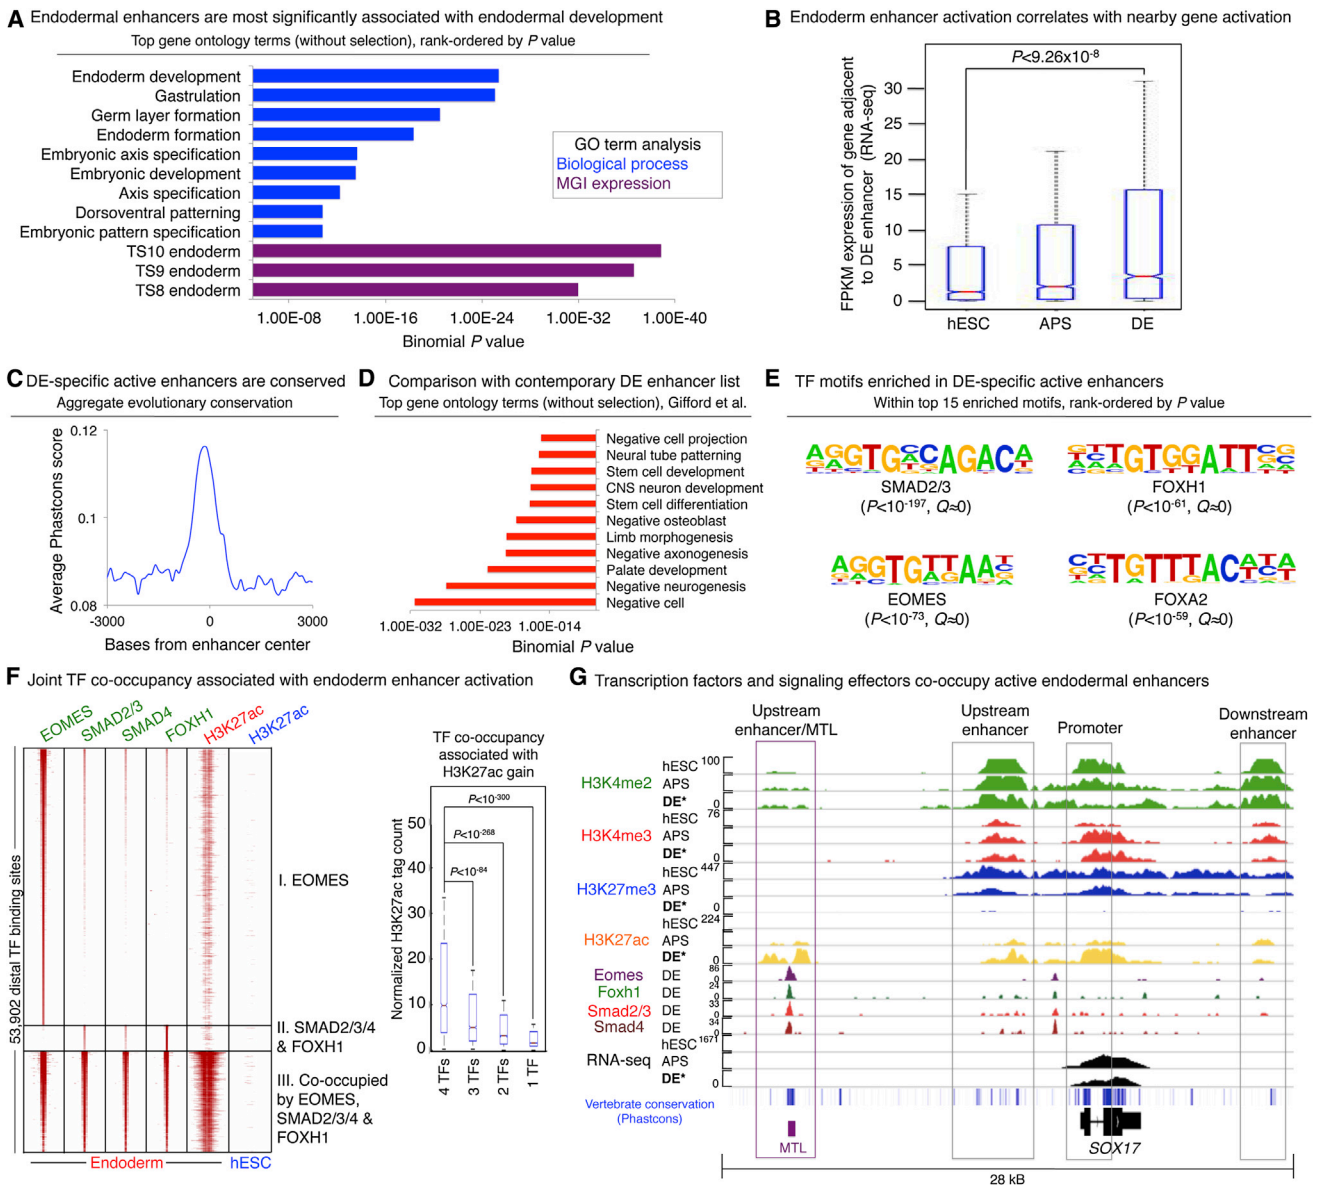 A Endodermal enhancers are most significantly associated with endodermal development
Top gene ontology terms (without selection), rank-ordered by P value
Endoderm development
Gastrulation
Germ layer formation
Endoderm formation
Embryonic axis specification
Embryonic development
Axis specification
Dorsoventral patterning
Embryonic pattern specification
TS10 endoderm
TS9 endoderm
TS8 endoderm
GO term analysis
Biological process
MGI expression
1.00E-08 1.00E-16 1.00E-24 1.00E-32 1.00E-40
Binomial P value
B Endoderm enhancer activation correlates with nearby gene activation
P<9.26x10-8
FPKM expression of gene adjacent
to DE enhancer (RNA-seq)
30
25
20
15
10
5
0
hESC APS DE
C DE-specific active enhancers are conserved
Aggregate evolutionary conservation
Average Phastcons score
0.12
0.1
0.08
-3000 0 3000
Bases from enhancer center
D Comparison with contemporary DE enhancer list
Top gene ontology terms (without selection), Gifford et al.
Negative cell projection
Neural tube patterning
Stem cell development
CNS neuron development
Stem cell differentiation
Negative osteoblast
Limb morphogenesis
Negative axonogenesis
Palate development
Negative neurogenesis
Negative cell
1.00E-032 1.00E-023 1.00E-014
Binomial P value
E TF motifs enriched in DE-specific active enhancers
Within top 15 enriched motifs, rank-ordered by P value
SMAD2/3
(P<10-197, Q≈0)
FOXH1
(P<10-61, Q≈0)
EOMES
(P<10-73, Q≈0)
FOXA2
(P<10-59, Q≈0)
F Joint TF co-occupancy associated with endoderm enhancer activation
EOMES SMAD2/3 SMAD4 FOXH1 H3K27ac H3K27ac
53,902 distal TF binding sites
I. EOMES
II. SMAD2/3/4
& FOXH1
III. Co-occupied
by EOMES,
SMAD2/3/4 &
FOXH1
Endoderm hESC
TF co-occupancy
associated with
H3K27ac gain
P<10-300
P<10-268
P<10-84
Normalized H3K27ac tag count
50
40
30
20
10
0
4 TFs 3 TFs 2 TFs 1 TF
G Transcription factors and signaling effectors co-occupy active endodermal enhancers
Upstream
enhancer/MTL
Upstream
enhancer
Promoter
Downstream
enhancer
hESC 100
H3K4me2 APS
DE* 0
hESC 76
H3K4me3 APS
DE* 0
hESC 447
H3K27me3 APS
DE* 0
hESC 224
H3K27ac APS
DE* 0
Eomes DE 86 0
Foxh1 DE 24 0
Smad2/3 DE 33 0
Smad4 DE 34 0
hESC 1671
RNA-seq APS
DE* 0
Vertebrate conservation
(Phastcons)
MTL
SOX17
28 kB